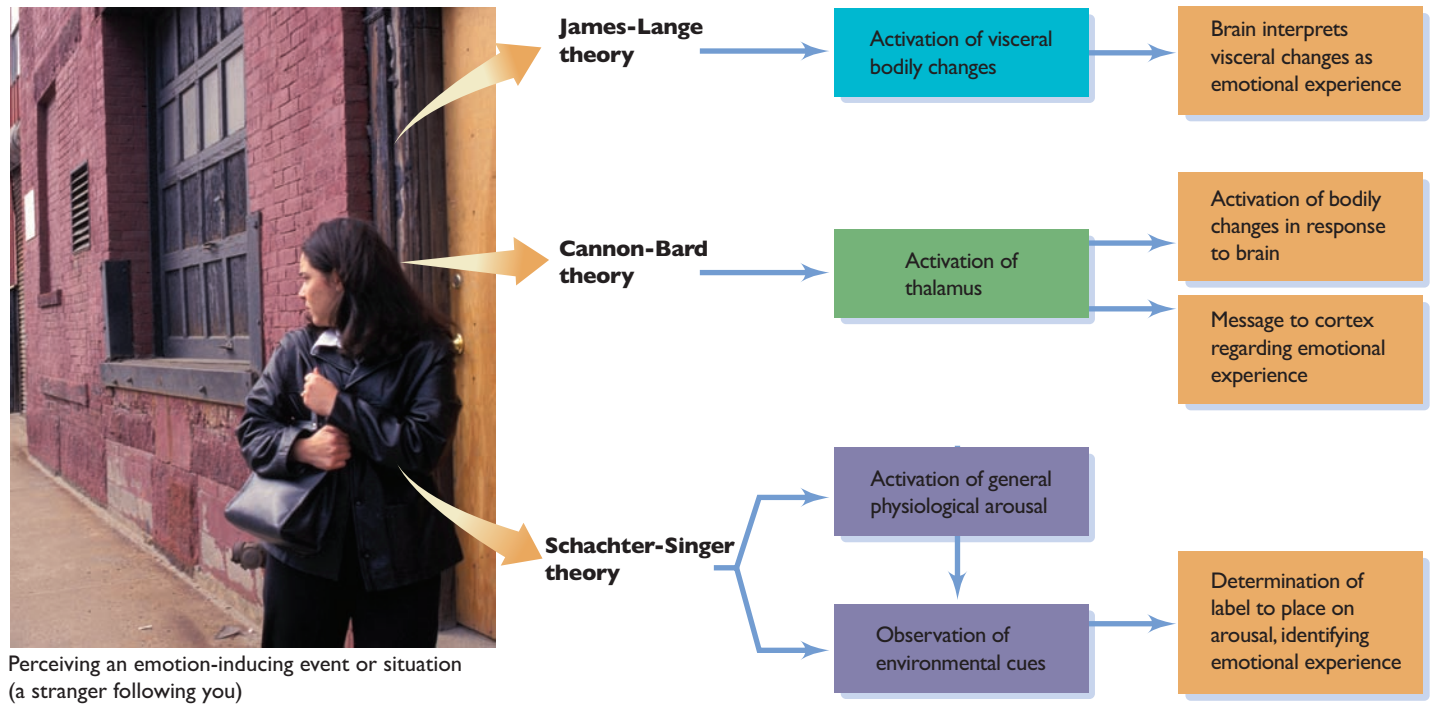 James-Lange
theory
Activation of visceral
bodily changes
Brain interprets
visceral changes as
emotional experience
Cannon-Bard
theory
Activation of
thalamus
Activation of bodily
changes in response
to brain
Message to cortex
regarding emotional
experience
Schachter-Singer
theory
Activation of general
physiological arousal
Observation of
environmental cues
Determination of
label to place on
arousal, identifying
emotional experience
Perceiving an emotion-inducing event or situation
(a stranger following you)